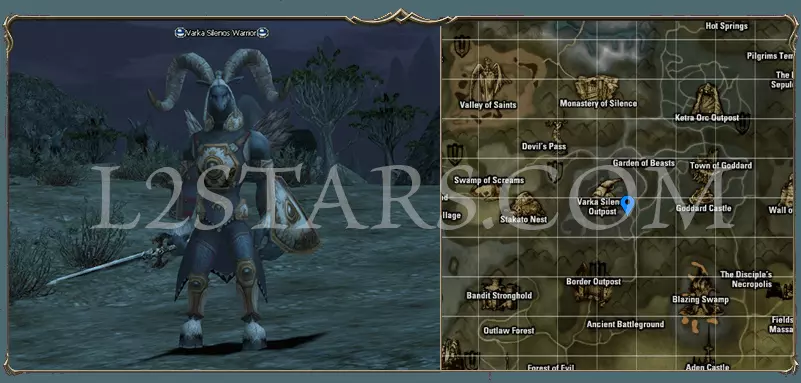 Varka Silenos Warrior
Hot Springs
Pilgrims Tem
The
Sepul
Valley of Saints
Monastery of Silence
Ketra Orc Outpost
Devil's Pass
Garden of Beasts
Town of Goddard
Swamp of Screams
L2STARS.COM
Varka Silen
Outpost
llage
Stakato Nest
Goddard Castle
Wall o
Border Outpost
The Disciple's
Necropolis
Bandit Stronghold
Blazing Swamp
Outlaw Forest
Ancient Battleground
Fields
Massa
Forest of Evil
Aden Castle